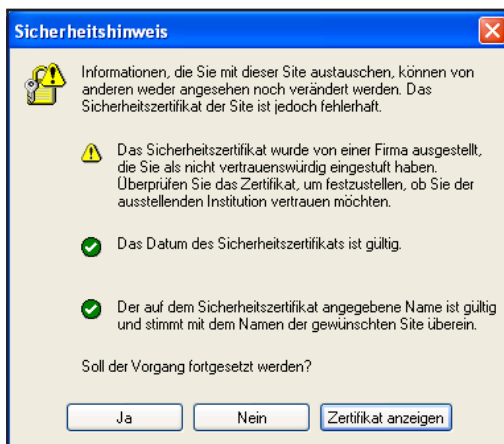 Sicherheitshinweis
Informationen, die Sie mit dieser Site austauschen, können von
anderen weder angesehen noch verändert werden. Das
Sicherheitszertifikat der Site ist jedoch fehlerhaft.
Das Sicherheitszertifikat wurde von einer Firma ausgestellt,
die Sie als nicht vertrauenswürdig eingestuft haben.
Überprüfen Sie das Zertifikat, um festzustellen, ob Sie der
ausstellenden Institution vertrauen möchten.
Das Datum des Sicherheitszertifikats ist gültig.
Der auf dem Sicherheitszertifikat angegebene Name ist gültig
und stimmt mit dem Namen der gewünschten Site überein.
Soll der Vorgang fortgesetzt werden?
Ja Nein Zertifikat anzeigen